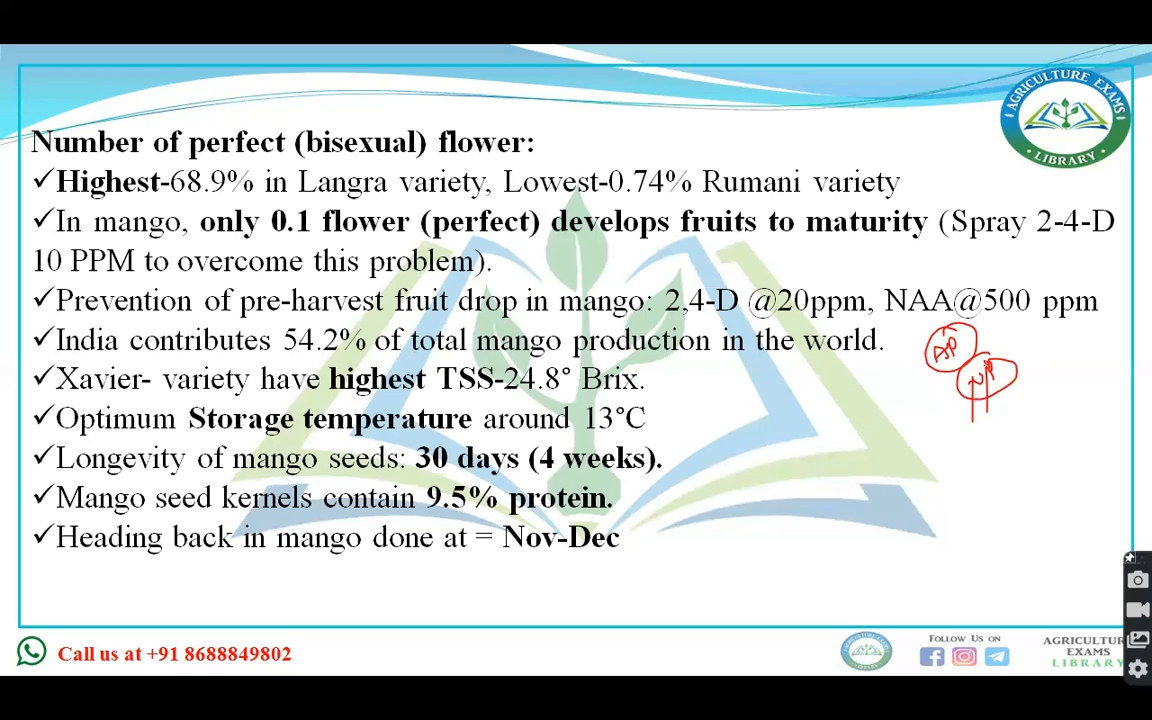 AGRICULTURE EXAMS
LIBRARY
Number of perfect (bisexual) flower:
✓Highest-68.9% in Langra variety, Lowest-0.74% Rumani variety
✓In mango, only 0.1 flower (perfect) develops fruits to maturity (Spray 2-4-D
10 PPM to overcome this problem).
✓Prevention of pre-harvest fruit drop in mango: 2,4-D @20ppm, NAA@500 ppm
✓India contributes 54.2% of total mango production in the world.
AP
✓Xavier- variety have highest TSS-24.8° Brix.
✓Optimum Storage temperature around 13°C
✓Longevity of mango seeds: 30 days (4 weeks).
✓Mango seed kernels contain 9.5% protein.
✓Heading back in mango done at = Nov-Dec
Call us at +91 8688849802
FOLLOW US ON
AGRICULTUR
EXAMS
LIBRARY